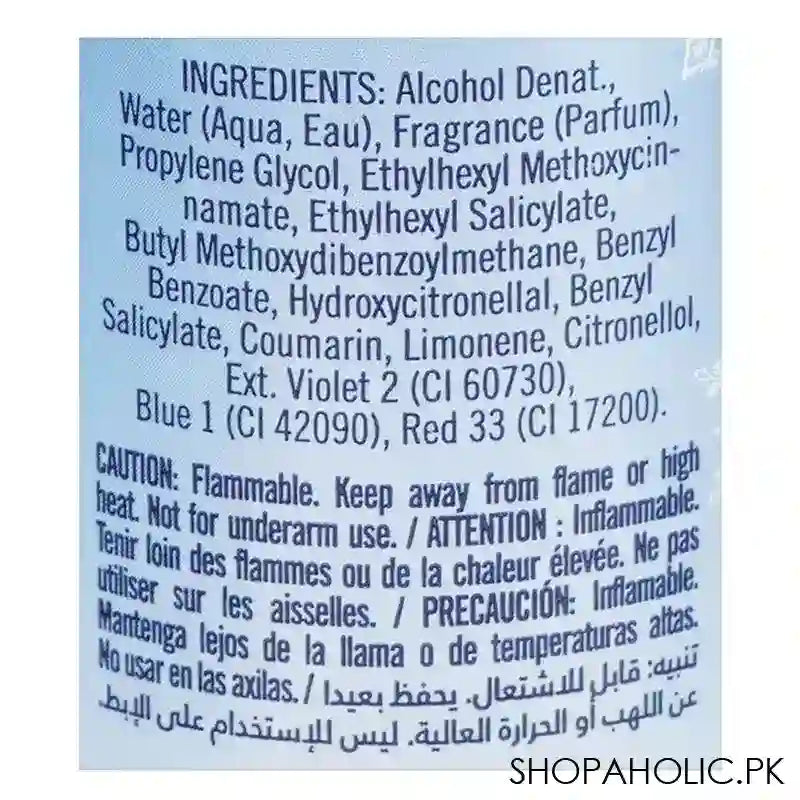 INGREDIENTS: Alcohol Denat.,
Water (Aqua, Eau), Fragrance (Parfum),
Propylene Glycol, Ethylhexyl Methoxycin-
namate, Ethylhexyl Salicylate,
Butyl Methoxydibenzoylmethane, Benzyl
Benzoate, Hydroxycitronellal, Benzyl
Salicylate, Coumarin, Limonene, Citronellol,
Ext. Violet 2 (CI 60730),
Blue 1 (CI 42090), Red 33 (CI 17200).
CAUTION: Flammable. Keep away from flame or high
heat. Not for underarm use. / ATTENTION : Inflammable.
Tenir loin des flammes ou de la chaleur élevée. Ne pas
utiliser sur les aisselles. / PRECAUCIÓN: Inflamable.
Mantenga lejos de la llama o de temperaturas altas.
No usar en las axilas. / تنبيه: قابل للاشتعال. يحفظ بعيدا
عن اللهب أو الحرارة العالية. ليس للإستخدام على الإبط.
SHOPAHOLIC.PK